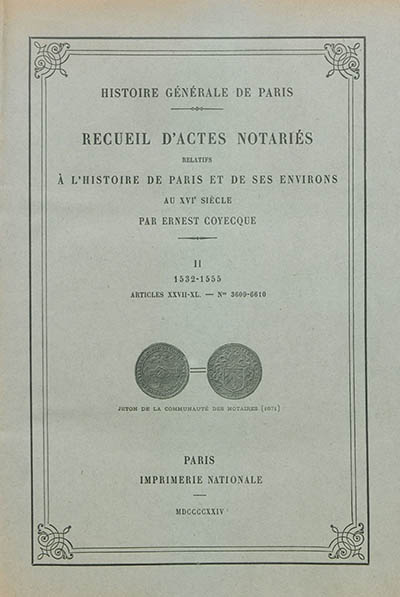 HISTOIRE GÉNÉRALE DE PARIS
RECUEIL D'ACTES NOTARIÉS
RELATIFS
À L'HISTOIRE DE PARIS ET DE SES ENVIRONS
AU XVIᵉ SIÈCLE
PAR ERNEST COYECQUE
II
1532-1555
ARTICLES XXVII-XL. — Nᵒˢ 3609-6610
JETON DE LA COMMUNAUTÉ DES NOTAIRES (1671)
PARIS
IMPRIMERIE NATIONALE
MDCCCCXXIV